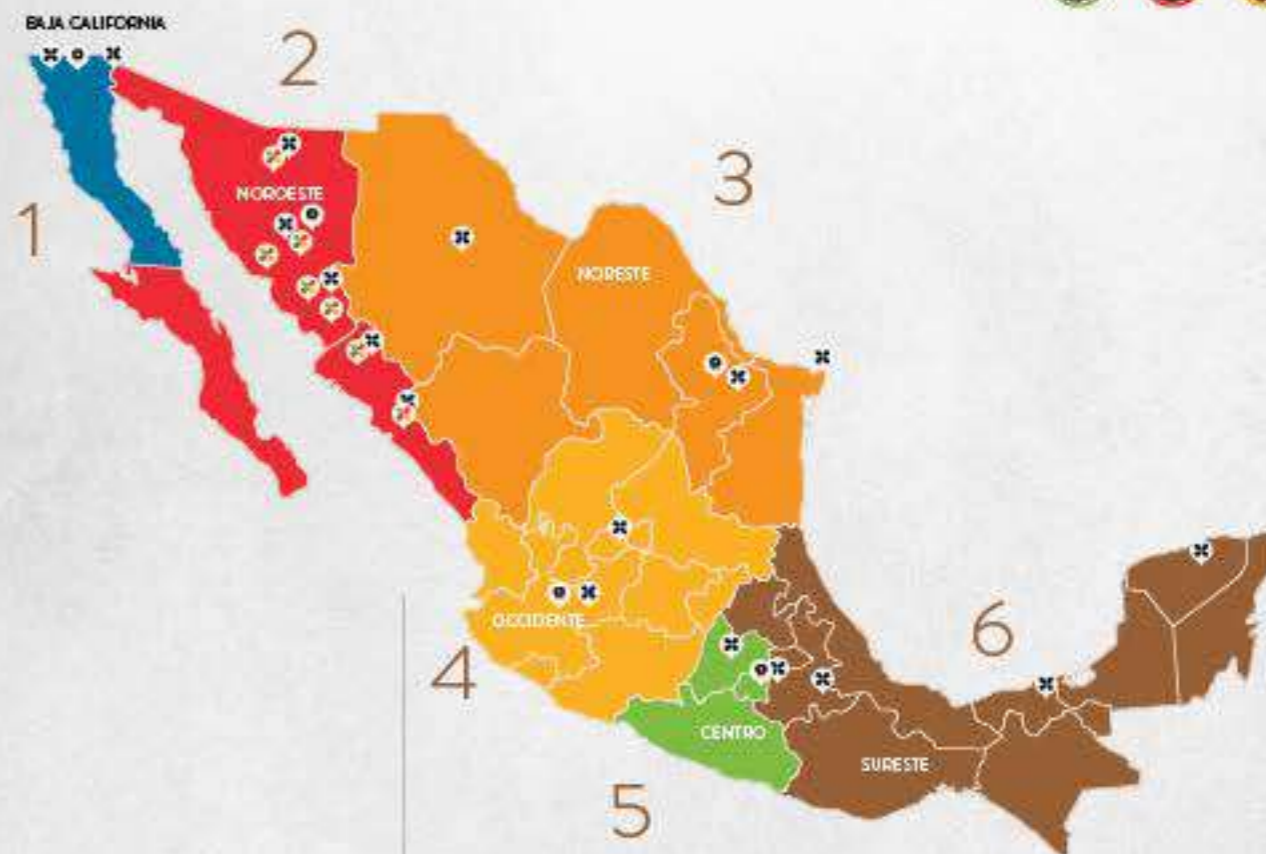 BAJA CALIFORNIA
2
NOROESTE
3
1
NORESTE
OCCIDENTE
4
6
CENTRO
SURESTE
5